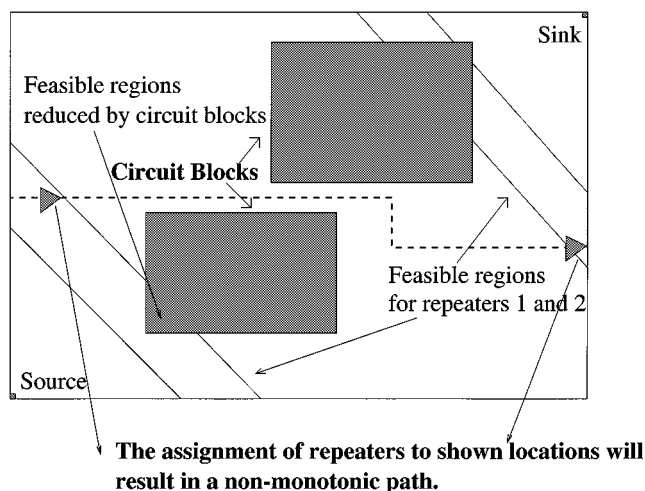 Sink
Feasible regions
reduced by circuit blocks
Circuit Blocks
Feasible regions
for repeaters 1 and 2
Source
The assignment of repeaters to shown locations will
result in a non-monotonic path.